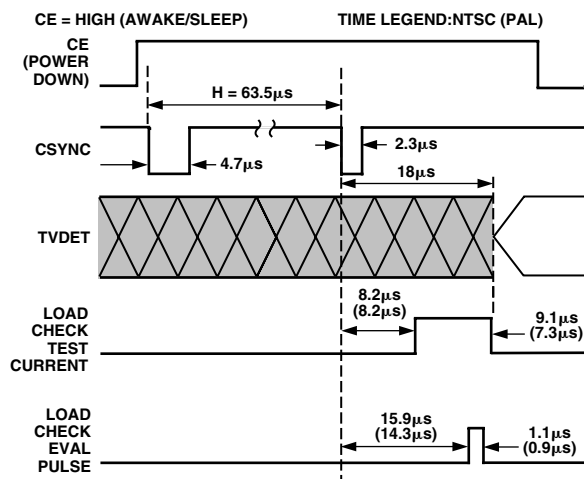 CE = HIGH (AWAKE/SLEEP)
TIME LEGEND:NTSC (PAL)
CE
(POWER
DOWN)
H = 63.5µs
CSYNC
4.7µs
2.3µs
18µs
TVDET
LOAD
CHECK
TEST
CURRENT
8.2µs
(8.2µs)
9.1µs
(7.3µs)
LOAD
CHECK
EVAL
PULSE
15.9µs
(14.3µs)
1.1µs
(0.9µs)